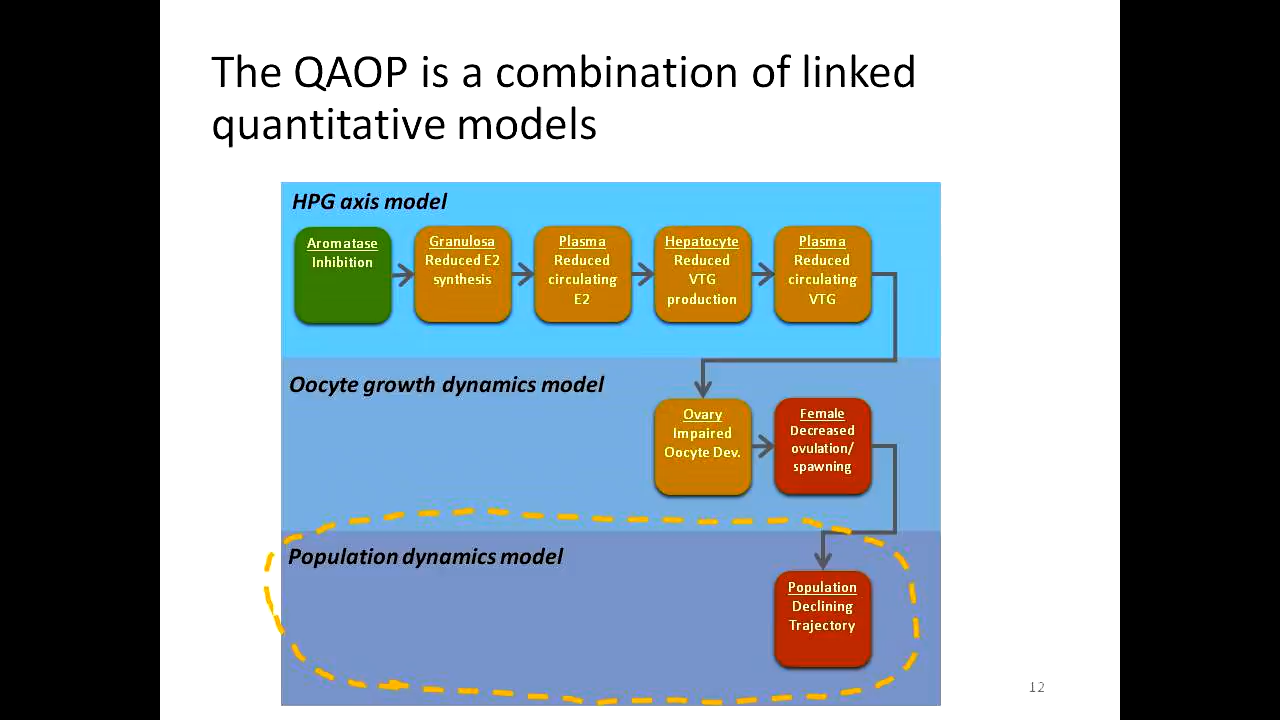 The QAOP is a combination of linked
quantitative models
HPG axis model
Aromatase
Inhibition
Granulosa
Reduced E2
synthesis
Plasma
Reduced
circulating
E2
Hepatocyte
Reduced
VTG
production
Plasma
Reduced
circulating
VTG
Oocyte growth dynamics model
Ovary
Impaired
Oocyte Dev.
Female
Decreased
ovulation/
spawning
Population dynamics model
Population
Declining
Trajectory
12